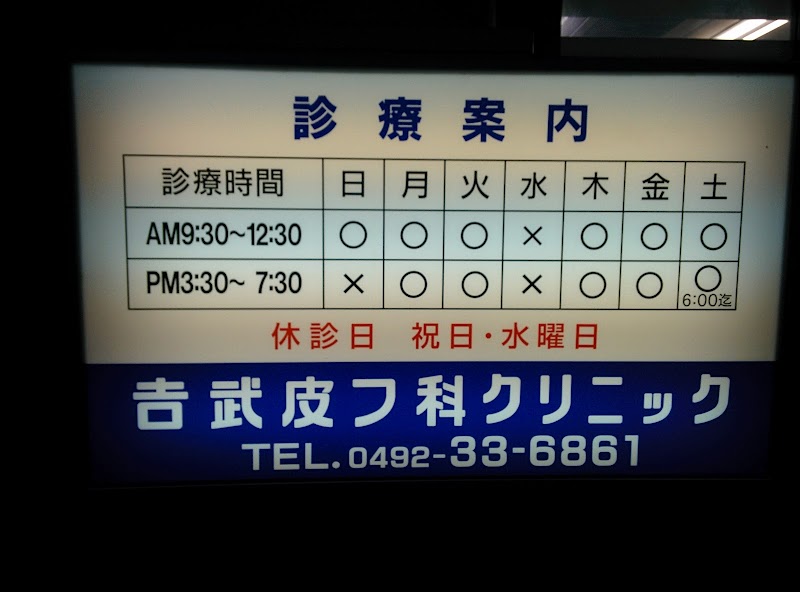 診療案内
診療時間 日 月 火 水 木 金 土
AM9:30~12:30 ○ ○ ○ × ○ ○ ○
PM3:30~ 7:30 × ○ ○ × ○ ○ ○ 6:00迄
休診日 祝日・水曜日
𠮷武皮フ科クリニック
TEL.0492-33-6861